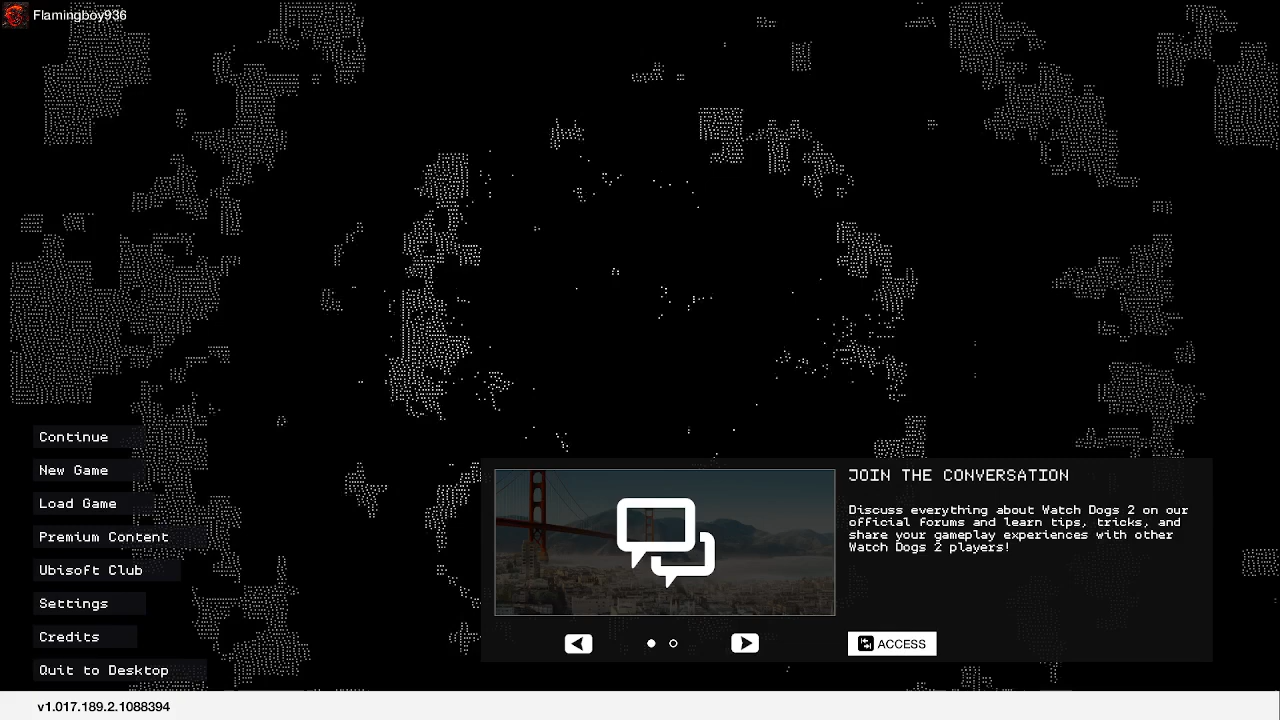 Flamingboy936
Continue
New Game
Load Game
Premium Content
Ubisoft Club
Settings
Credits
Quit to Desktop
JOIN THE CONVERSATION
Discuss everything about Watch Dogs 2 on our
official forums and learn tips, tricks, and
share your gameplay experiences with other
Watch Dogs 2 players!
ACCESS
v1.017.189.2.1088394